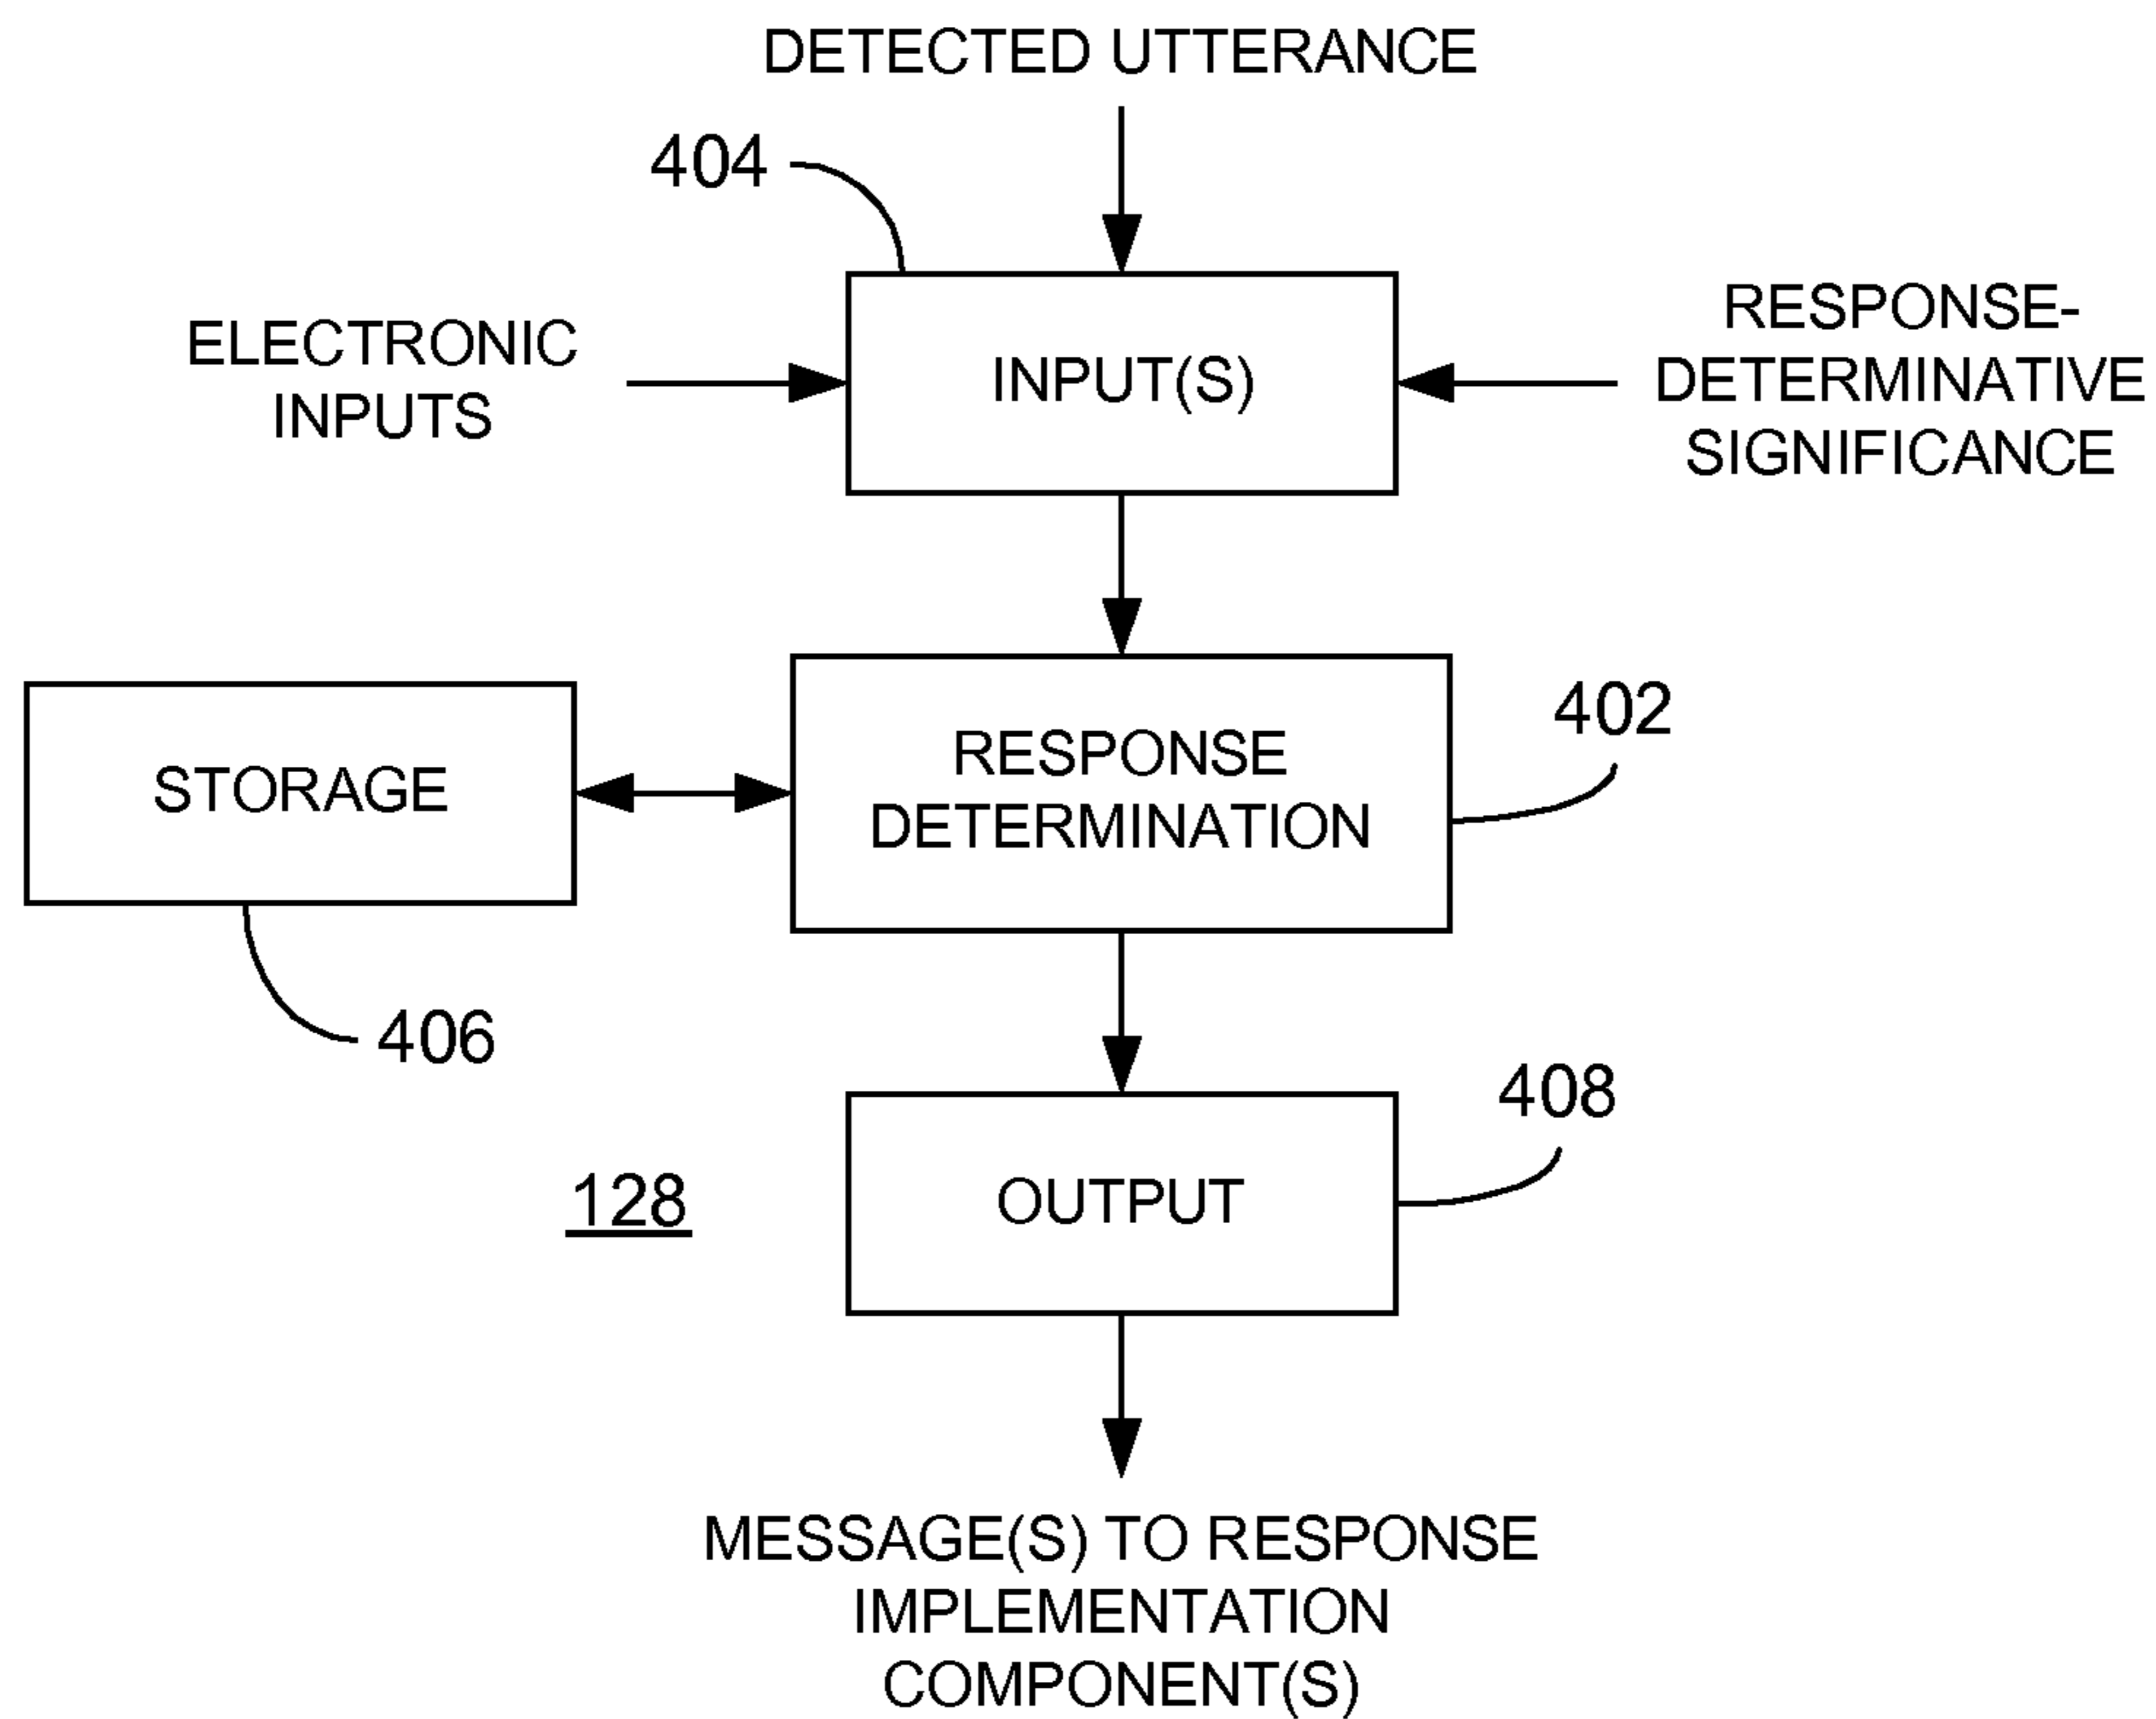 DETECTED UTTERANCE
404
ELECTRONIC
INPUTS
INPUT(S)
RESPONSE-
DETERMINATIVE
SIGNIFICANCE
402
STORAGE
RESPONSE
DETERMINATION
406
408
128
OUTPUT
MESSAGE(S) TO RESPONSE
IMPLEMENTATION
COMPONENT(S)